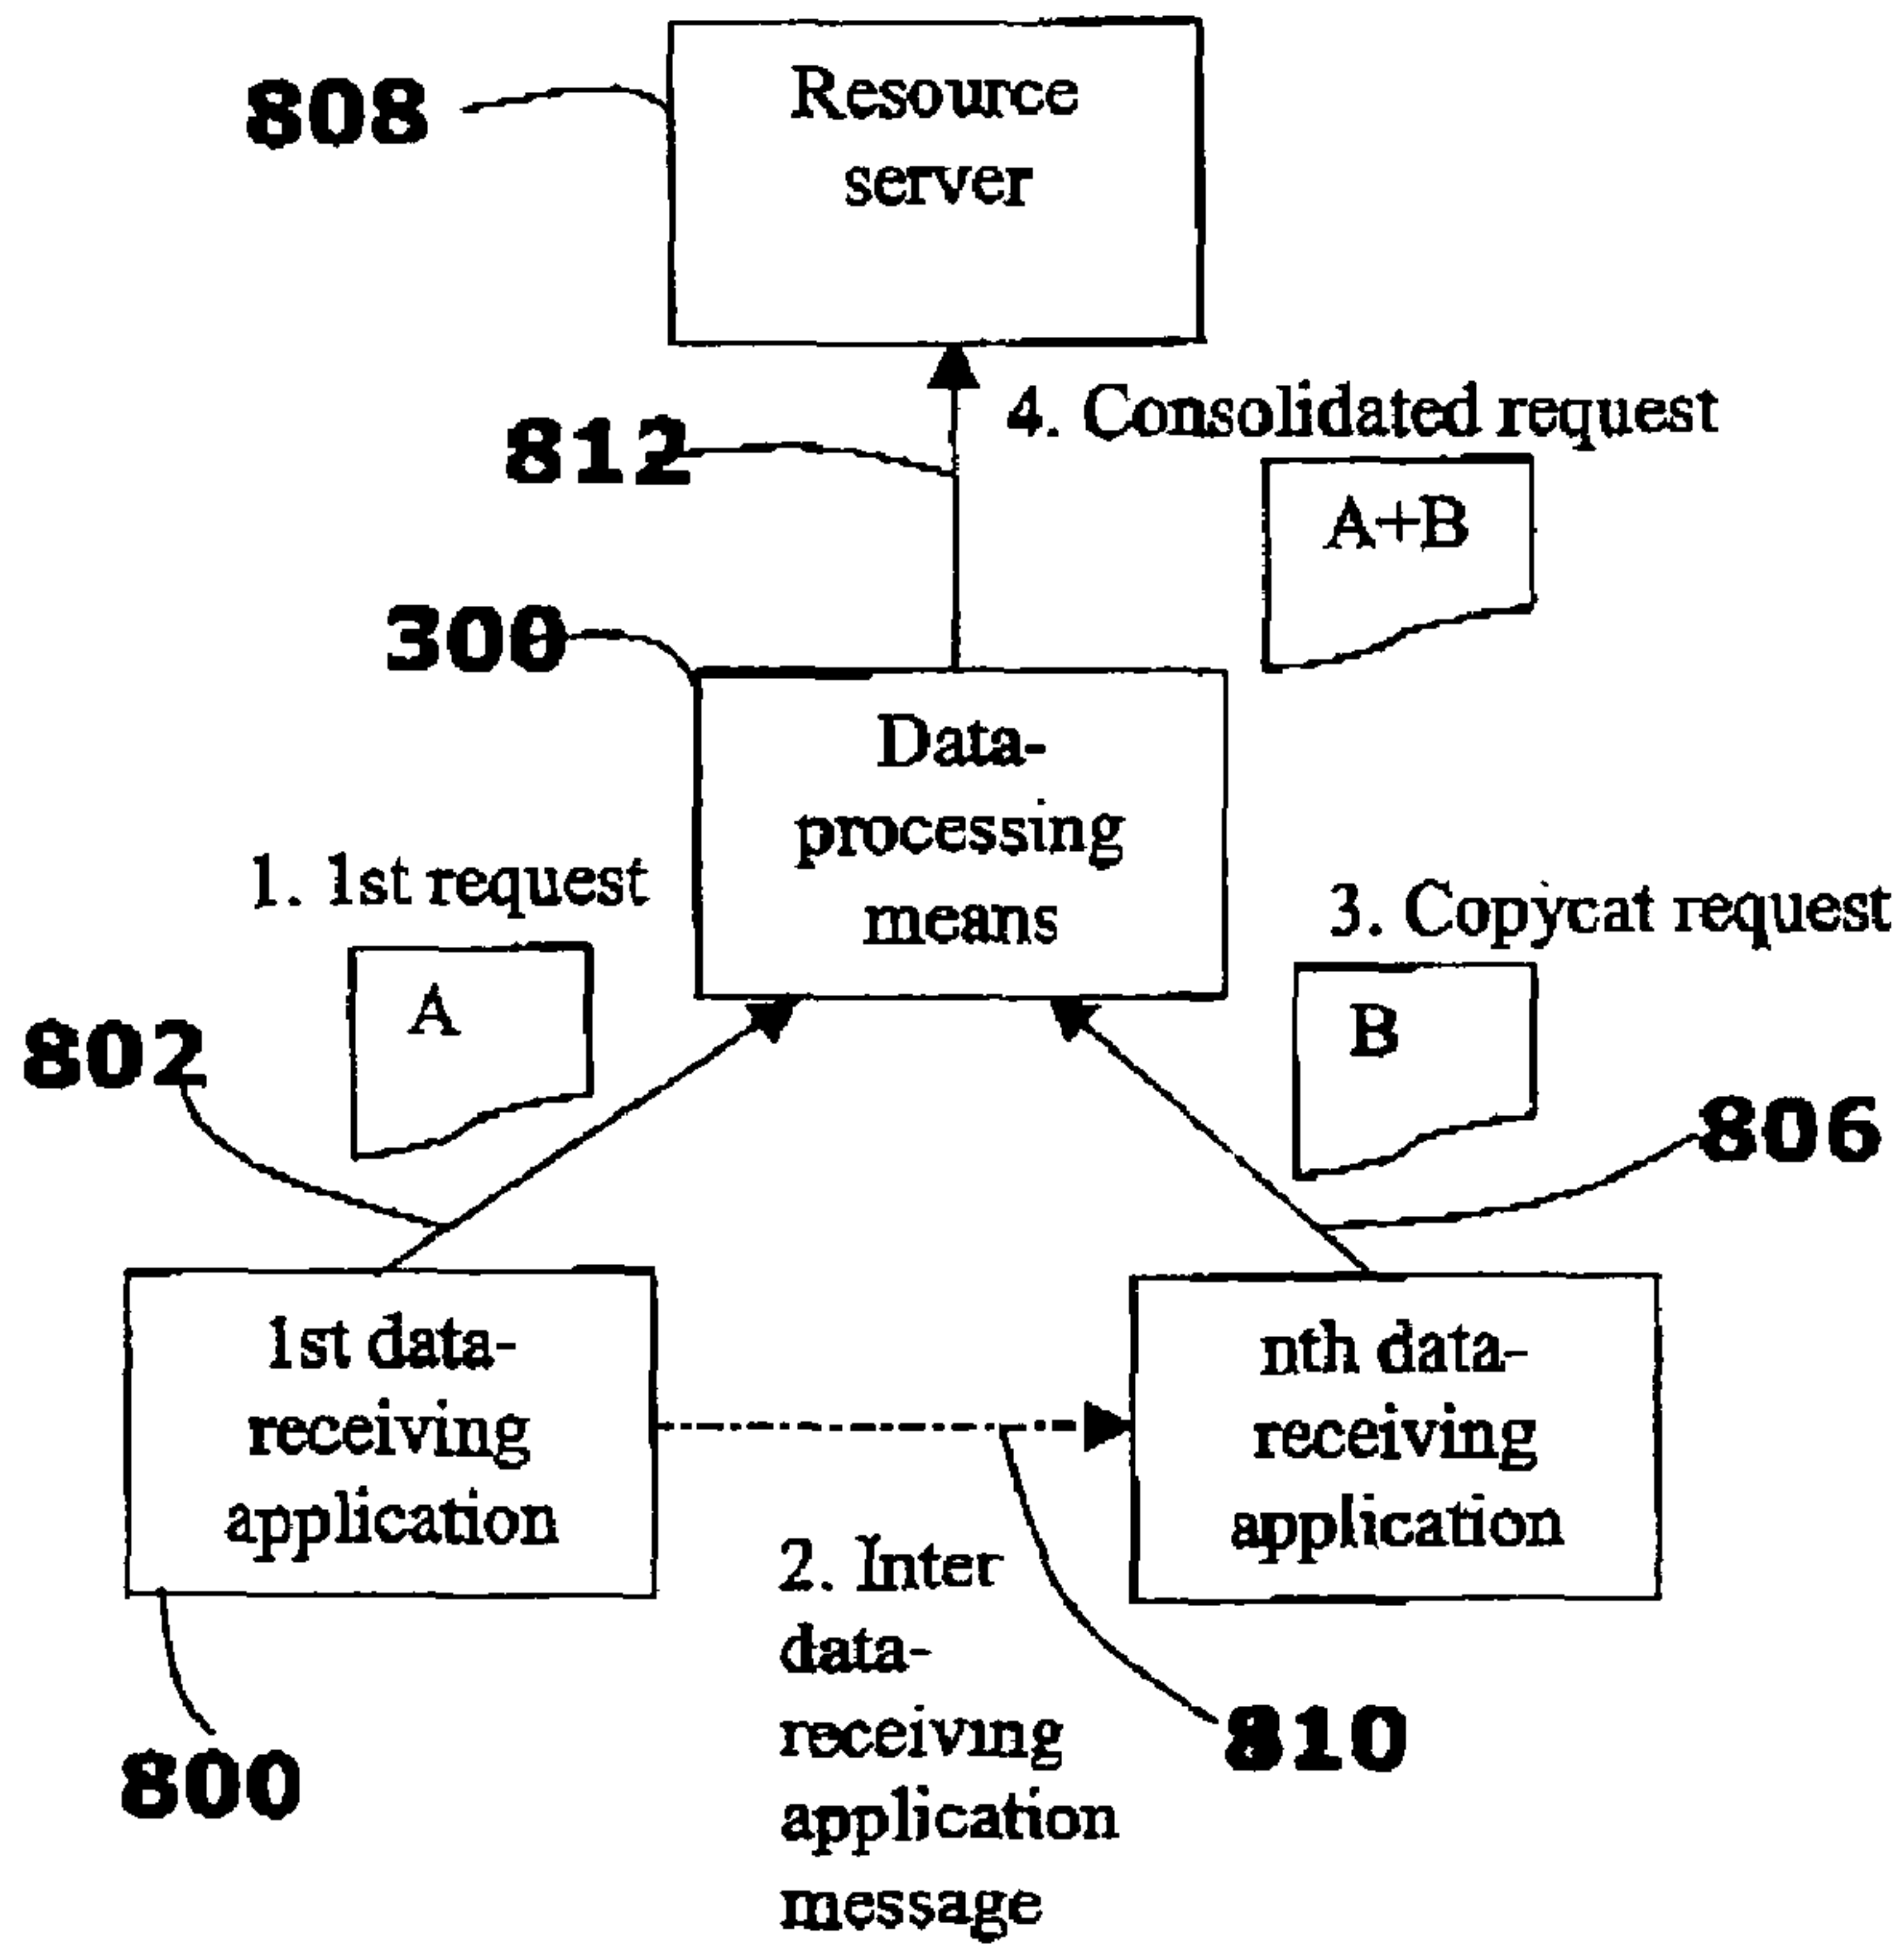 Resource
server
808
4. Consolidated request
812
A+B
300
Data-
processing
means
1. 1st request
3. Copycat request
A
B
802
806
1st data-
receiving
application
nth data-
receiving
application
2. Inter
data-
receiving
application
message
810
800